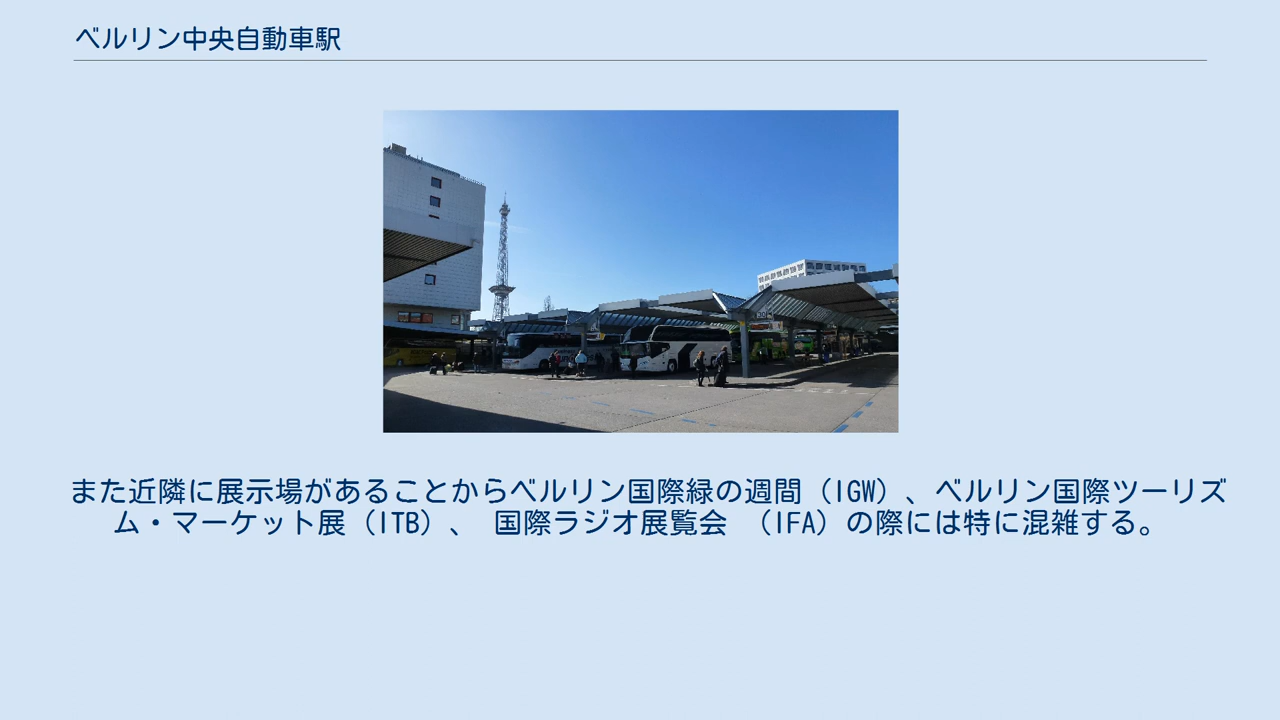 ベルリン中央自動車駅
また近隣に展示場があることからベルリン国際緑の週間（IGW）、ベルリン国際ツーリズ
ム・マーケット展（ITB）、 国際ラジオ展覧会 （IFA）の際には特に混雑する。